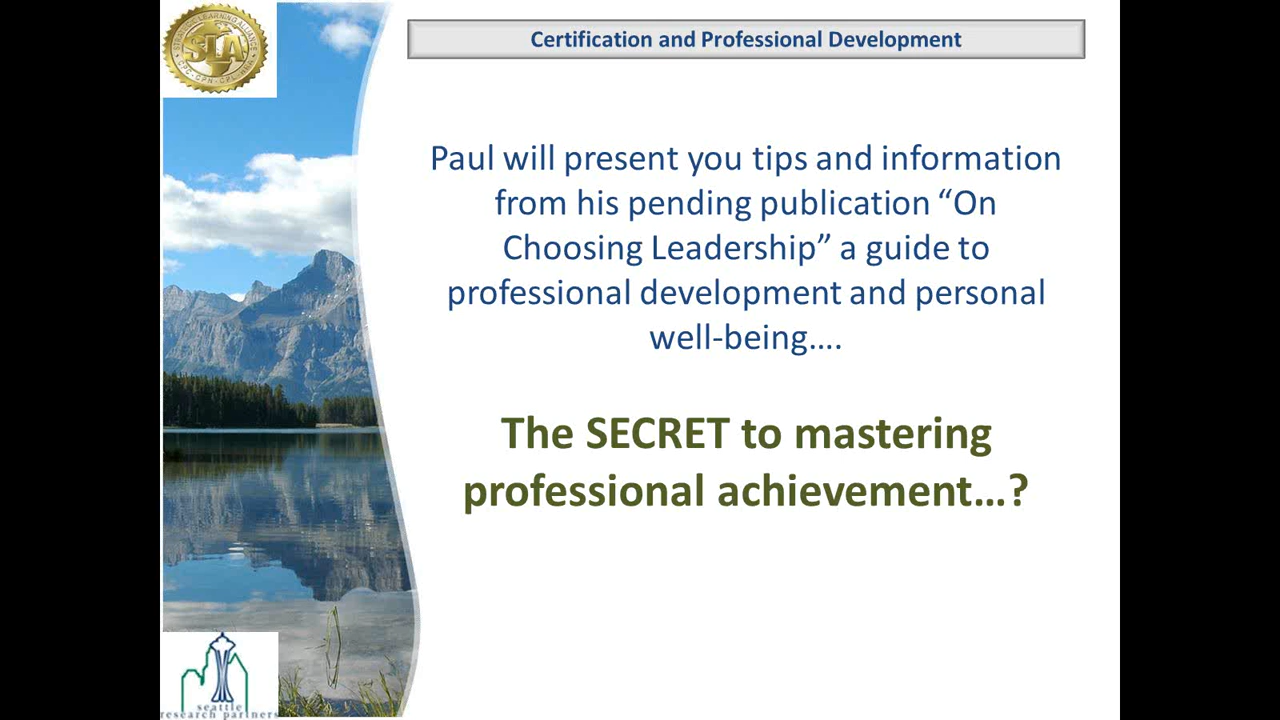 SLA
Certification and Professional Development
Paul will present you tips and information
from his pending publication “On
Choosing Leadership” a guide to
professional development and personal
well-being….
The SECRET to mastering
professional achievement…?
seattle
research partners